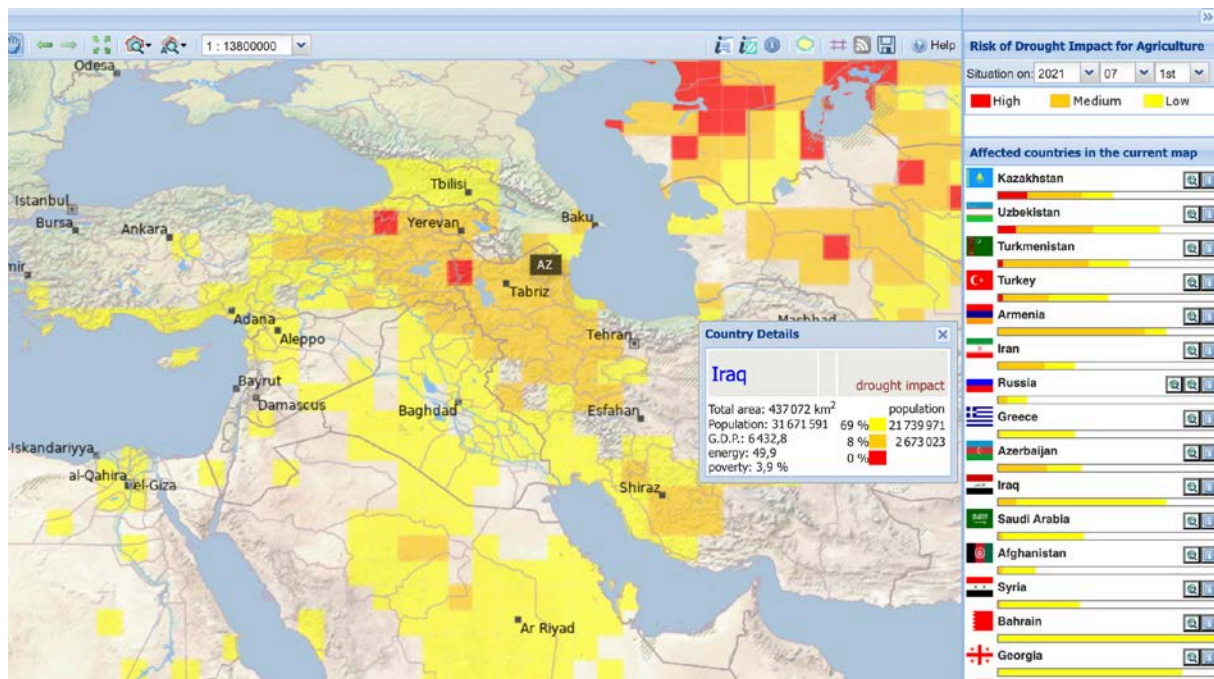 1 : 13800000
Help
Risk of Drought Impact for Agriculture
Situation on: 2021 07 1st
High Medium Low
Affected countries in the current map
Kazakhstan
Uzbekistan
Turkmenistan
Turkey
Armenia
Iran
Russia
Greece
Azerbaijan
Iraq
Saudi Arabia
Afghanistan
Syria
Bahrain
Georgia
Odesa
Tbilisi
Istanbul
Bursa
Ankara
Yerevan
Baku
AZ
Tabriz
Adana
Aleppo
Tehran
Mashhad
Bayrut
Damascus
Baghdad
Esfahan
-Iskandariyya
al-Qahira
el-Giza
Shiraz
Ar Riyad
Country Details
Iraq
drought impact
Total area: 437 072 km2
population
Population: 31 671 591
69 % 21 739 971
G.D.P.: 6 432,8
8 % 2 673 023
energy: 49,9
0 %
poverty: 3,9 %